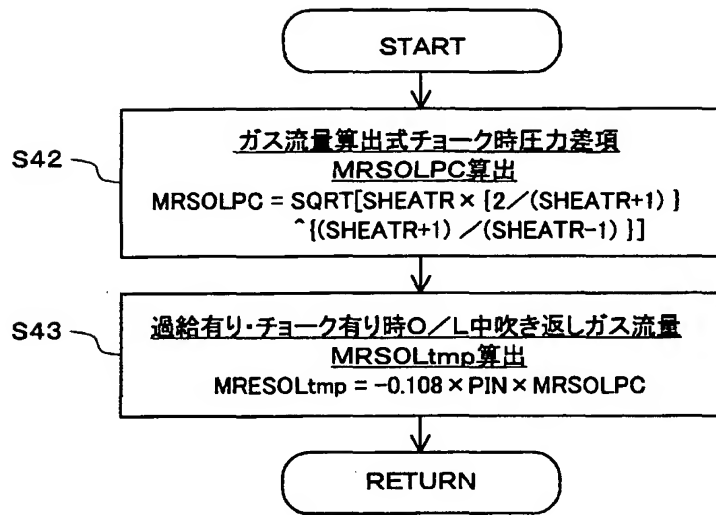 START
S42
ガス流量算出式チョーク時圧力差項
MRSOLPC算出
MRSOLPC = SQRT[SHEATR × {2／(SHEATR+1) }
^{(SHEATR+1) ／(SHEATR-1) }]
S43
過給有り・チョーク有り時O／L中吹き返しガス流量
MRSOLtmp算出
MRESOLtmp = -0.108 × PIN × MRSOLPC
RETURN